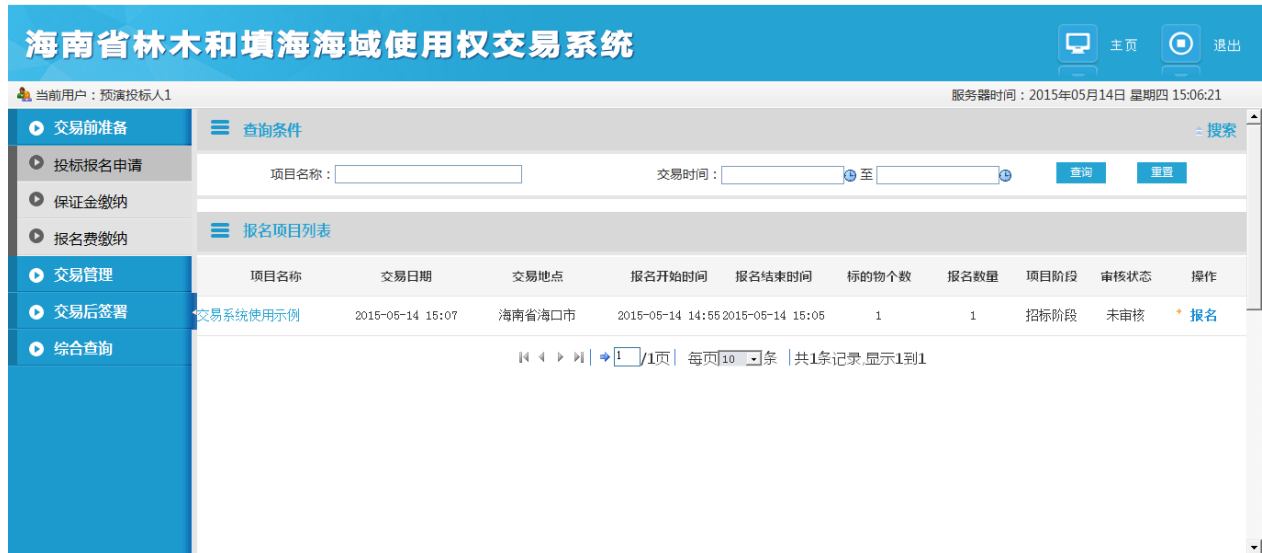 海南省林木和填海海域使用权交易系统
主页 退出
当前用户：预演投标人1 服务器时间：2015年05月14日 星期四 15:06:21
交易前准备
投标报名申请
保证金缴纳
报名费缴纳
交易管理
交易后签署
综合查询
查询条件 搜索
项目名称： 交易时间： 至 查询 重置
报名项目列表
项目名称 交易日期 交易地点 报名开始时间 报名结束时间 标的物个数 报名数量 项目阶段 审核状态 操作
交易系统使用示例 2015-05-14 15:07 海南省海口市 2015-05-14 14:55 2015-05-14 15:05 1 1 招标阶段 未审核 报名
1 /1页 每页 10 条 共1条记录,显示1到1